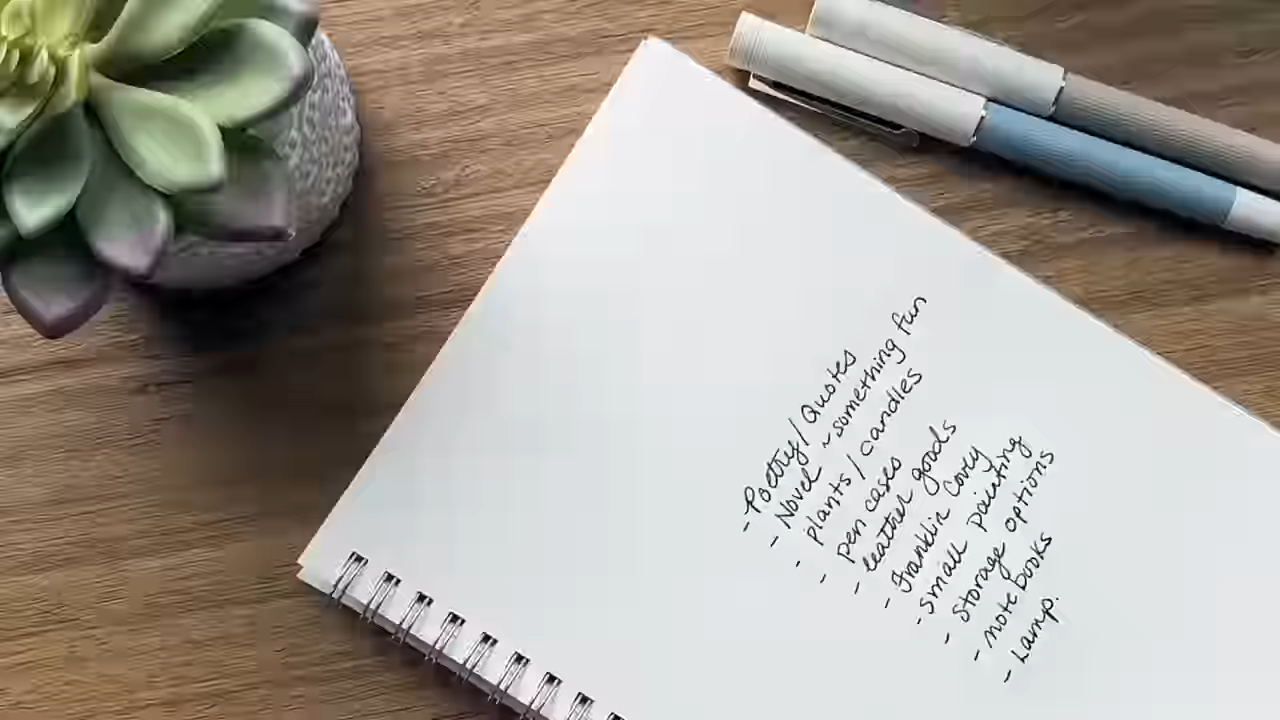 - Poetry/Quotes
- Novel ~ something fun
- plants/candles
- pen cases
- leather goods
- Franklin Covey
- small painting
- storage options
- notebooks
- Lamp.